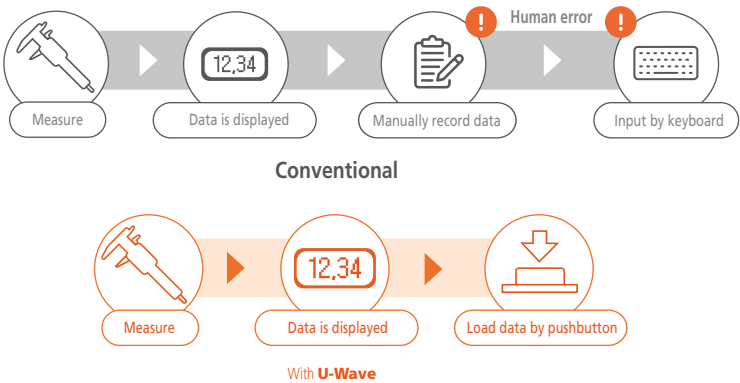 Human error
12,34
Measure
Data is displayed
Manually record data
Input by keyboard
Conventional
12,34
Measure
Data is displayed
Load data by pushbutton
With U-Wave